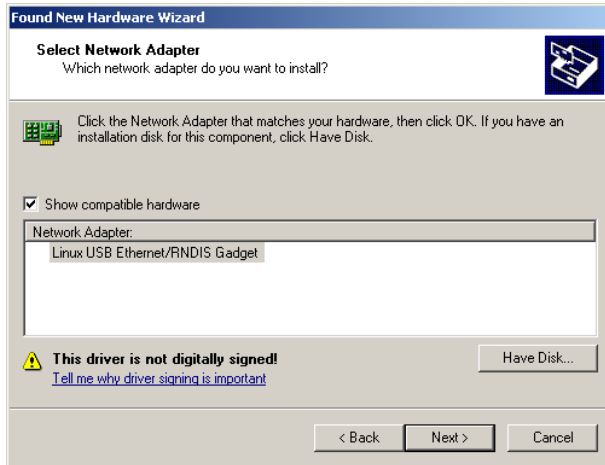 Found New Hardware Wizard
Select Network Adapter
Which network adapter do you want to install?
Click the Network Adapter that matches your hardware, then click OK. If you have an
installation disk for this component, click Have Disk.
Show compatible hardware
Network Adapter:
Linux USB Ethernet/RNDIS Gadget
This driver is not digitally signed!
Have Disk...
Tell me why driver signing is important
< Back
Next >
Cancel